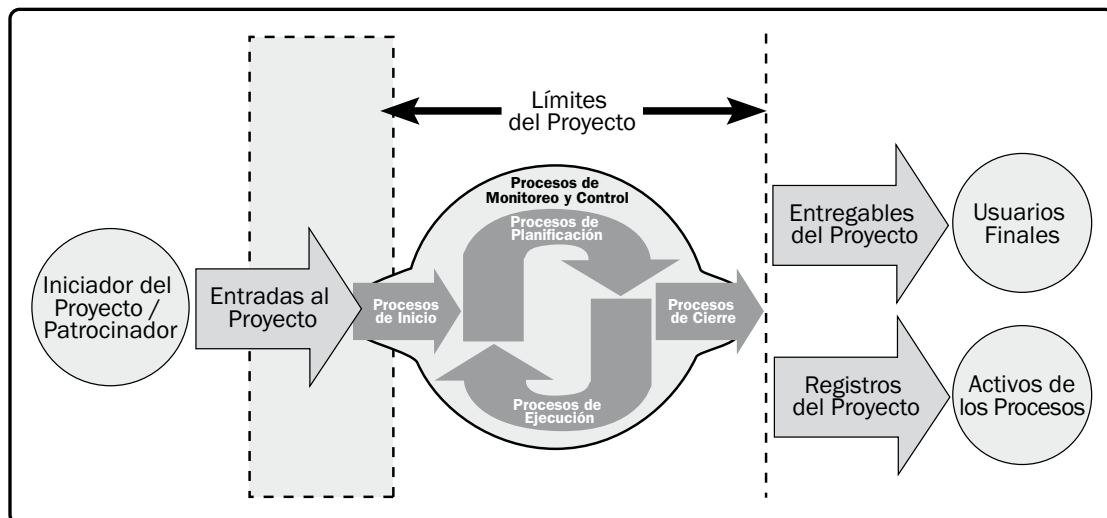 Límites
del Proyecto
Procesos de
Monitoreo y Control
Procesos de
Planificación
Iniciador del
Proyecto /
Patrocinador
Entradas al
Proyecto
Procesos
de Inicio
Procesos
de Cierre
Procesos de
Ejecución
Entregables
del Proyecto
Usuarios
Finales
Registros
del Proyecto
Activos de
los Procesos